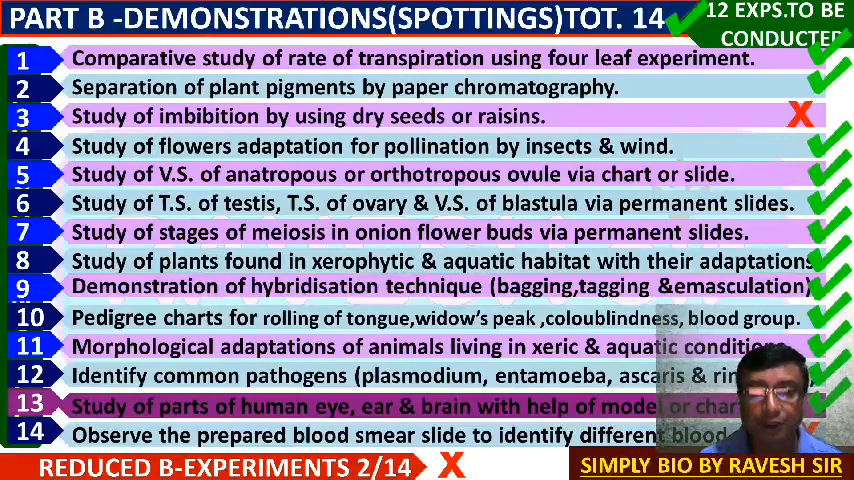 PART B -DEMONSTRATIONS(SPOTTINGS)TOT. 14
12 EXPS.TO BE
CONDUCTED
1 Comparative study of rate of transpiration using four leaf experiment.
2 Separation of plant pigments by paper chromatography.
3 Study of imbibition by using dry seeds or raisins. X
4 Study of flowers adaptation for pollination by insects & wind.
5 Study of V.S. of anatropous or orthotropous ovule via chart or slide.
6 Study of T.S. of testis, T.S. of ovary & V.S. of blastula via permanent slides.
7 Study of stages of meiosis in onion flower buds via permanent slides.
8 Study of plants found in xerophytic & aquatic habitat with their adaptations
9 Demonstration of hybridisation technique (bagging,tagging &emasculation)
10 Pedigree charts for rolling of tongue,widow's peak ,coloublindness, blood group.
11 Morphological adaptations of animals living in xeric & aquatic conditions.
12 Identify common pathogens (plasmodium, entamoeba, ascaris &
13 Study of parts of human eye, ear & brain with help of model or chart
14 Observe the prepared blood smear slide to identify different blood
REDUCED B-EXPERIMENTS 2/14 X
SIMPLY BIO BY RAVESH SIR